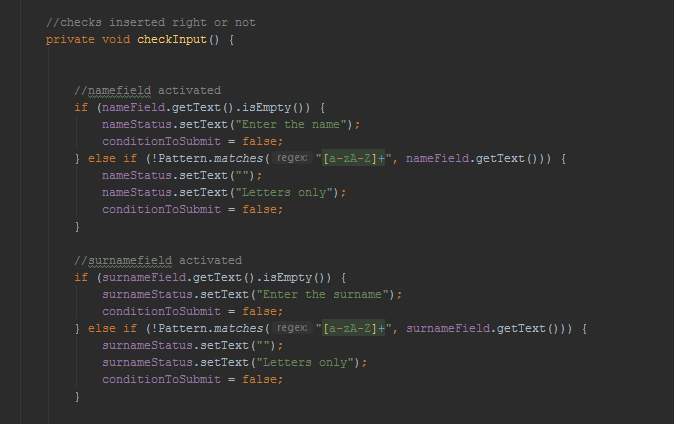 //checks inserted right or not
private void checkInput() {
//namefield activated
if (nameField.getText().isEmpty()) {
nameStatus.setText("Enter the name");
conditionToSubmit = false;
} else if (!Pattern.matches( regex: "[a-zA-Z]+", nameField.getText())) {
nameStatus.setText("");
nameStatus.setText("Letters only");
conditionToSubmit = false;
}
//surnamefield activated
if (surnameField.getText().isEmpty()) {
surnameStatus.setText("Enter the surname");
conditionToSubmit = false;
} else if (!Pattern.matches( regex: "[a-zA-Z]+", surnameField.getText())) {
surnameStatus.setText("");
surnameStatus.setText("Letters only");
conditionToSubmit = false;
}